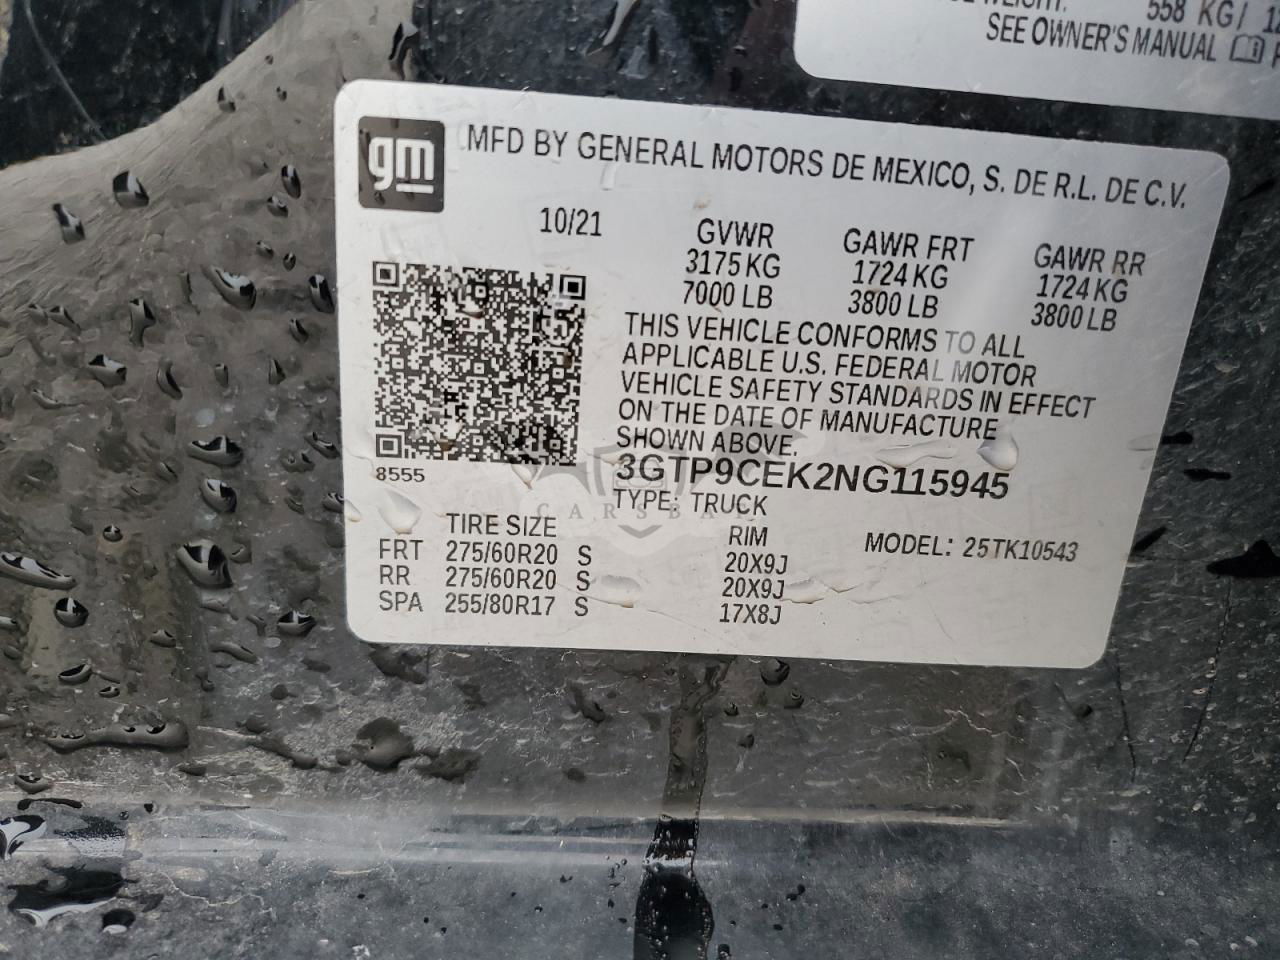 558 KG/
SEE OWNER'S MANUAL
gm
MFD BY GENERAL MOTORS DE MEXICO, S. DE R.L. DE C.V.
10/21
GVWR
3175 KG
7000 LB
GAWR FRT
1724 KG
3800 LB
GAWR RR
1724 KG
3800 LB
THIS VEHICLE CONFORMS TO ALL
APPLICABLE U.S. FEDERAL MOTOR
VEHICLE SAFETY STANDARDS IN EFFECT
ON THE DATE OF MANUFACTURE
SHOWN ABOVE.
8555
3GTP9CEK2NG115945
TYPE: TRUCK
TIRE SIZE RIM MODEL: 25TK10543
FRT 275/60R20 S 20X9J
RR 275/60R20 S 20X9J
SPA 255/80R17 S 17X8J